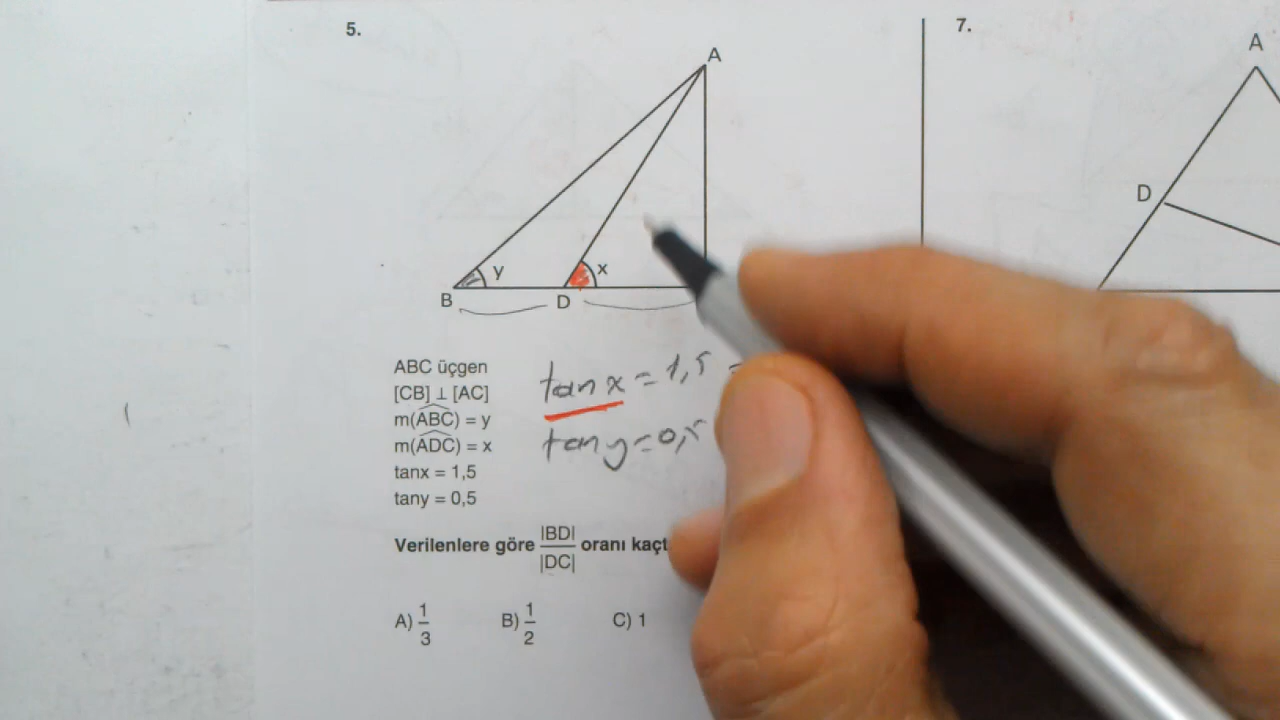 5.
A
y
x
B
D
ABC üçgen
[CB] ⊥ [AC]
m(ABC) = y
m(ADC) = x
tanx = 1,5
tany = 0,5
tan x = 1,5 =
tan y = 0,5
Verilenlere göre |BD| / |DC| oranı
A) 1/3 B) 1/2 C) 1
7.
A
D